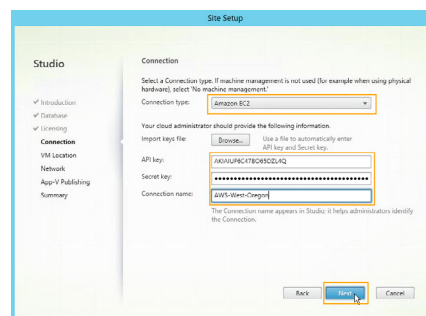 Site Setup
Studio
✔ Introduction
✔ Database
✔ Licensing
Connection
VM Location
Network
App-V Publishing
Summary
Connection
Select a Connection type. If machine management is not used (for example when using physical
hardware), select 'No machine management.'
Connection type:
Amazon EC2
Your cloud administrator should provide the following information.
Import keys file:
Browse...
Use a file to automatically enter
API key and Secret key.
API key:
AKIAIUP6C47BO65DZL4Q
Secret key:
Connection name:
AWS-West-Oregon
The Connection name appears in Studio; it helps administrators identify
the Connection.
Back
Next
Cancel